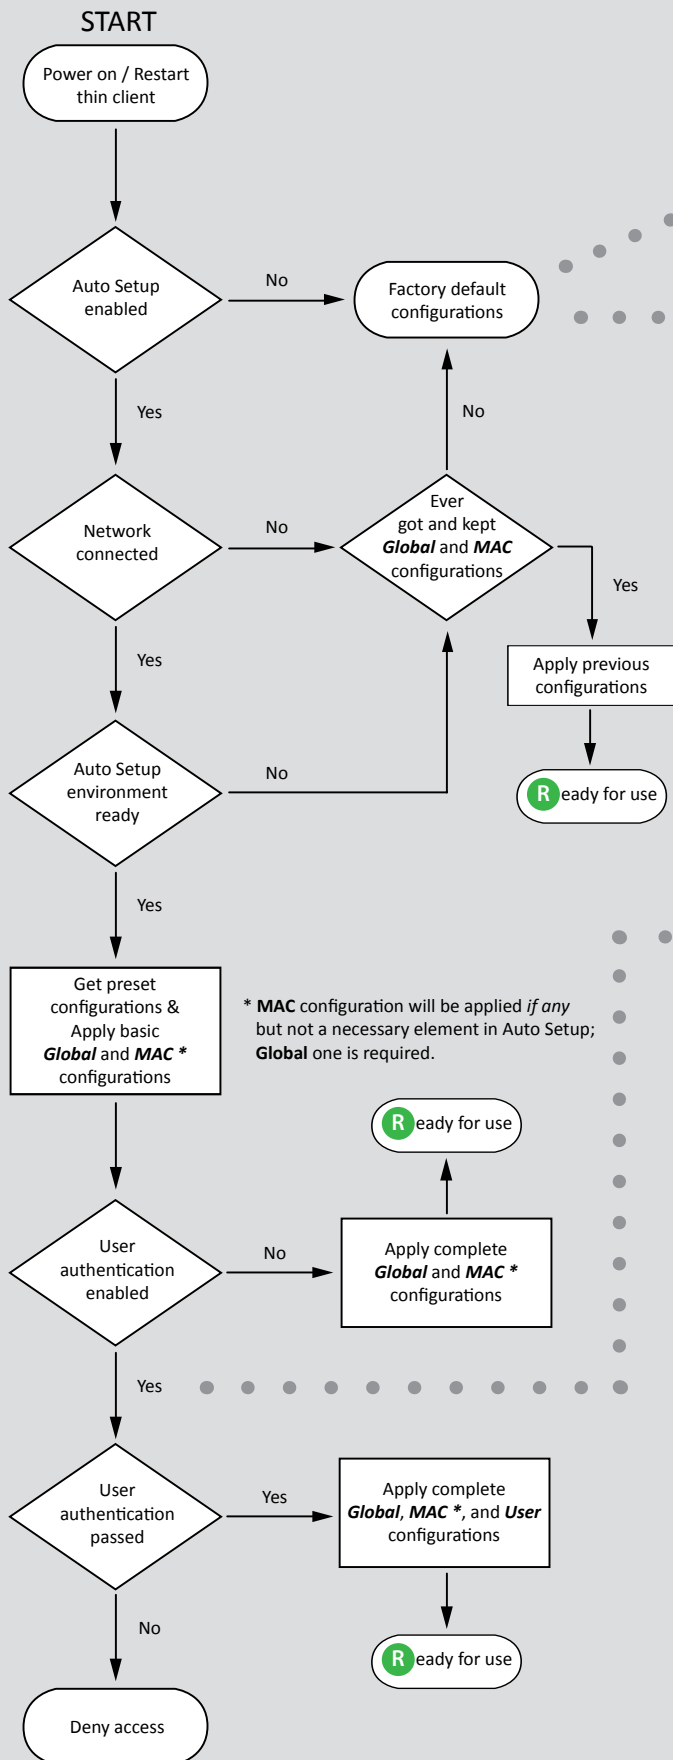 START
Power on / Restart
thin client
Auto Setup
enabled
No
Factory default
configurations
Yes
No
Network
connected
No
Ever
got and kept
Global and MAC
configurations
Yes
Yes
Apply previous
configurations
Auto Setup
environment
ready
No
Ready for use
Yes
Get preset
configurations &
Apply basic
Global and MAC *
configurations
* MAC configuration will be applied if any
but not a necessary element in Auto Setup;
Global one is required.
Ready for use
User
authentication
enabled
No
Apply complete
Global and MAC *
configurations
Yes
User
authentication
passed
Yes
Apply complete
Global, MAC *, and User
configurations
No
Ready for use
Deny access